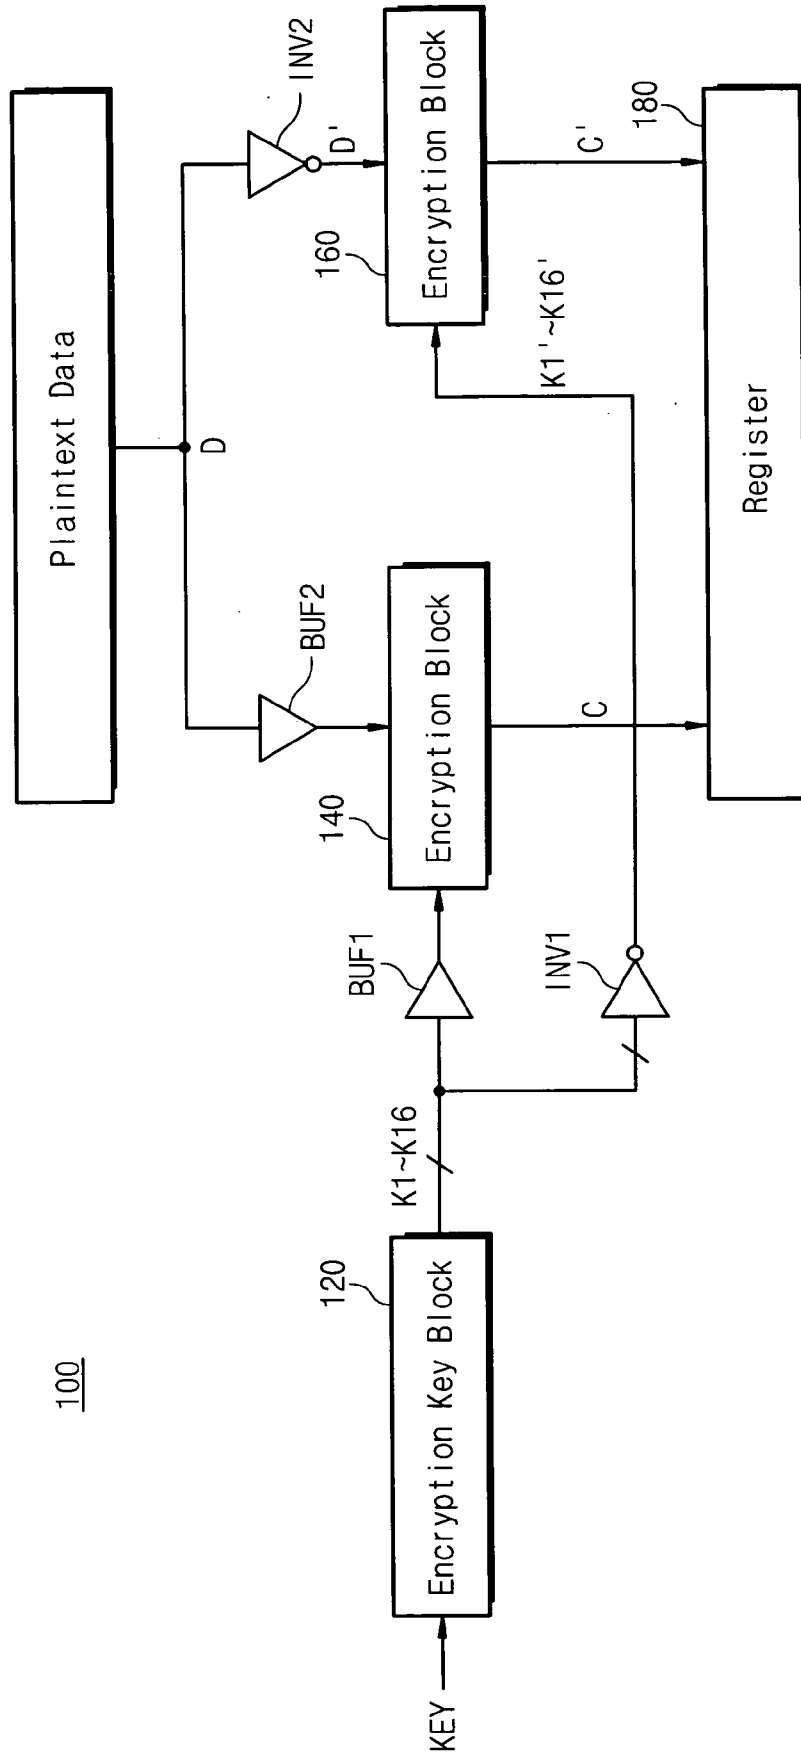 100
Plaintext Data
D
BUF2
INV2
D'
KEY
Encryption Key Block
120
K1~K16
BUF1
140
Encryption Block
160
Encryption Block
INV1
K1'~K16'
C
C'
180
Register